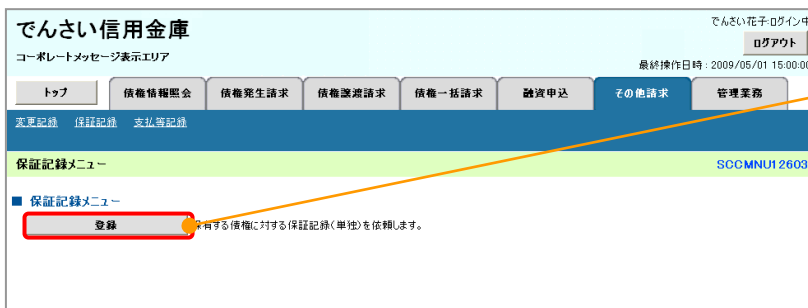 でんさい信用金庫
でんさい花子:ログイン中
ログアウト
コーポレートメッセージ表示エリア
最終操作日時:2009/05/01 15:00:00
トップ 債権情報照会 債権発生請求 債権譲渡請求 債権一括請求 融資申込 その他請求 管理業務
変更記録 保証記録 支払等記録
保証記録メニュー SCCMNU12603
■ 保証記録メニュー
登録 保有する債権に対する保証記録(単独)を依頼します。